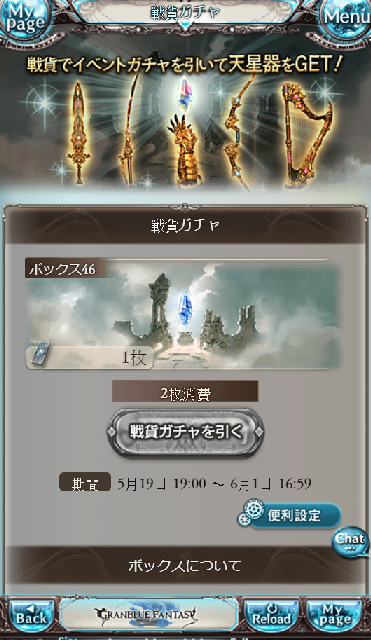 My page
戦貨ガチャ
Menu
戦貨でイベントガチャを引いて天星器をGET!
戦貨ガチャ
ボックス46
1枚
2枚消費
戦貨ガチャを引く
5月19日 19:00 ～ 6月1日 16:59
便利設定
Chat
ボックスについて
Back
GRANBLUE FANTASY
Reload
My page